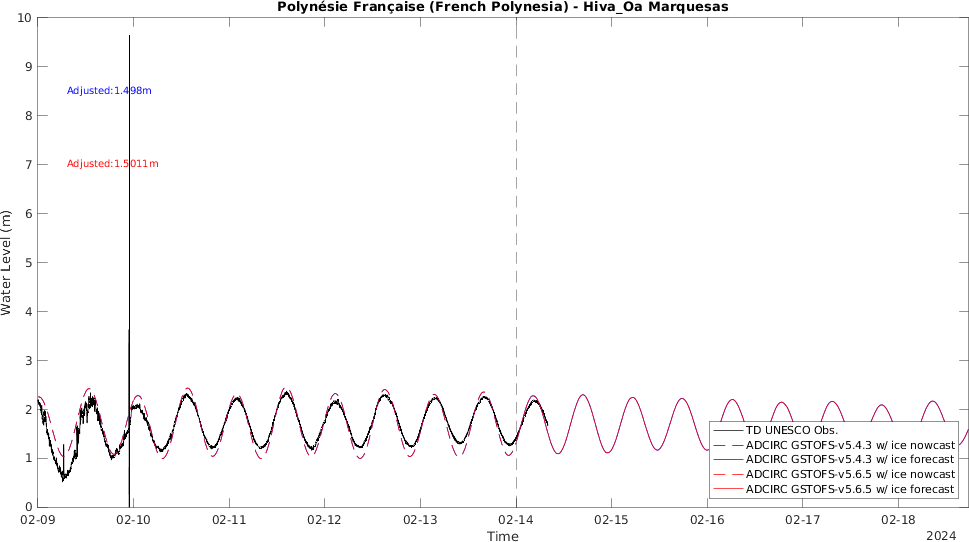 Polynésie Française (French Polynesia) - Hiva_Oa Marquesas
10
9
8
7
6
5
4
3
2
1
0
Water Level (m)
Adjusted:1.498m
Adjusted:1.5011m
TD UNESCO Obs.
ADCIRC GSTOFS-v5.4.3 w/ ice nowcast
ADCIRC GSTOFS-v5.4.3 w/ ice forecast
ADCIRC GSTOFS-v5.6.5 w/ ice nowcast
ADCIRC GSTOFS-v5.6.5 w/ ice forecast
02-09 02-10 02-11 02-12 02-13 02-14 02-15 02-16 02-17 02-18
Time
2024